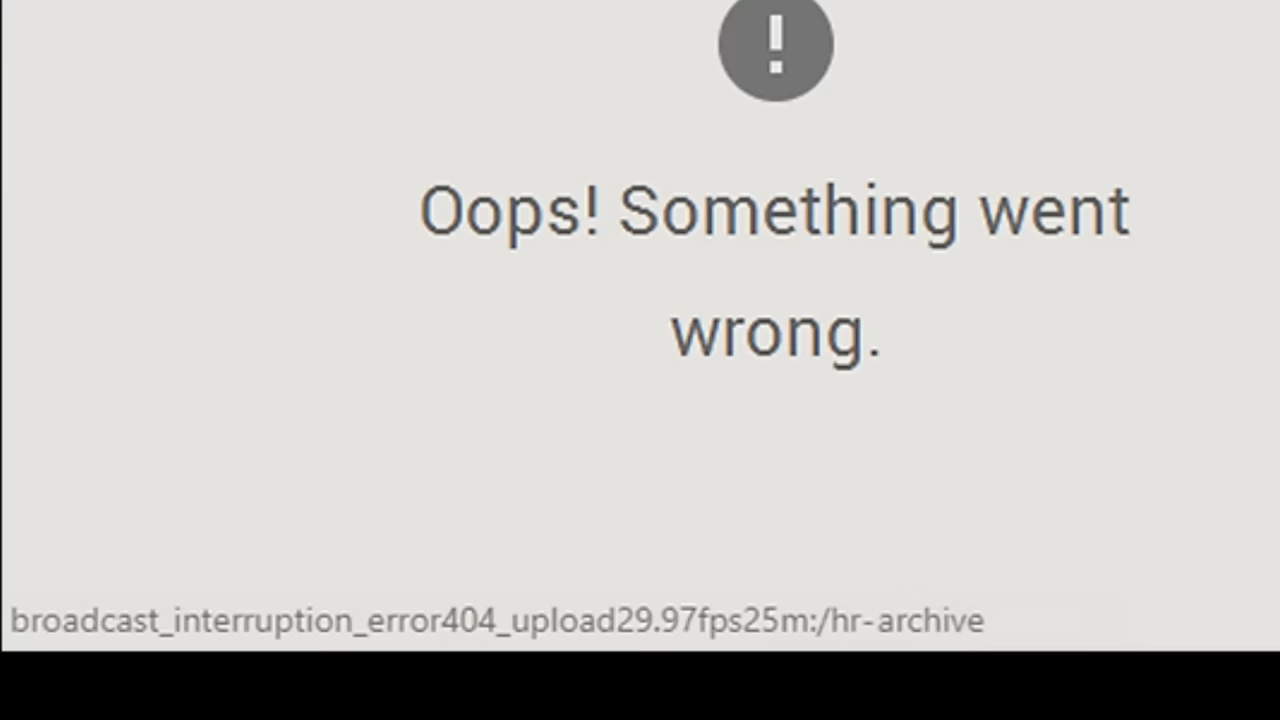 !
Oops! Something went
wrong.
broadcast_interruption_error404_upload29.97fps25m:/hr-archive